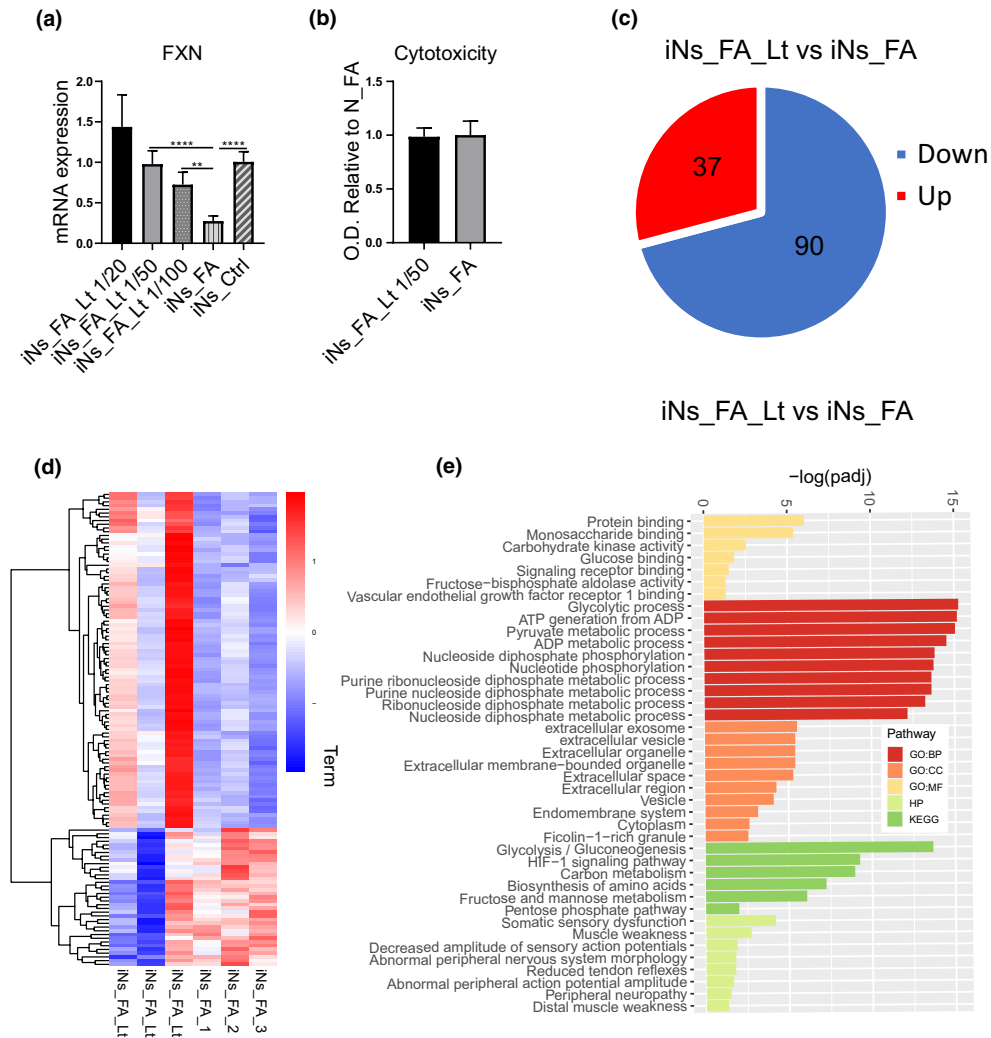 (a)
FXN
mRNA expression
2.0
1.5
1.0
0.5
0.0
****
****
**
iNs_FA_Lt 1/20
iNs_FA_Lt 1/50
iNs_FA_Lt 1/100
iNs_FA
iNs_Ctrl
(b)
Cytotoxicity
O.D. Relative to N_FA
1.5
1.0
0.5
0.0
iNs_FA_Lt 1/50
iNs_FA
(c)
iNs_FA_Lt vs iNs_FA
37
90
Down
Up
(d)
1
0
Term
iNs_FA_Lt
iNs_FA_Lt
iNs_FA_Lt
iNs_FA_1
iNs_FA_2
iNs_FA_3
iNs_FA_Lt vs iNs_FA
(e)
−log(padj)
0
5
10
15
Protein binding
Monosaccharide binding
Carbohydrate kinase activity
Glucose binding
Signaling receptor binding
Fructose−bisphosphate aldolase activity
Vascular endothelial growth factor receptor 1 binding
Glycolytic process
ATP generation from ADP
Pyruvate metabolic process
ADP metabolic process
Nucleoside diphosphate phosphorylation
Nucleotide phosphorylation
Purine ribonucleoside diphosphate metabolic process
Purine nucleoside diphosphate metabolic process
Ribonucleoside diphosphate metabolic process
Nucleoside diphosphate metabolic process
extracellular exosome
extracellular vesicle
Extracellular organelle
Extracellular membrane−bounded organelle
Extracellular space
Extracellular region
Vesicle
Endomembrane system
Cytoplasm
Ficolin−1−rich granule
Glycolysis / Gluconeogenesis
HIF−1 signaling pathway
Carbon metabolism
Biosynthesis of amino acids
Fructose and mannose metabolism
Pentose phosphate pathway
Somatic sensory dysfunction
Muscle weakness
Decreased amplitude of sensory action potentials
Abnormal peripheral nervous system morphology
Reduced tendon reflexes
Abnormal peripheral action potential amplitude
Peripheral neuropathy
Distal muscle weakness
Pathway
GO:BP
GO:CC
GO:MF
HP
KEGG